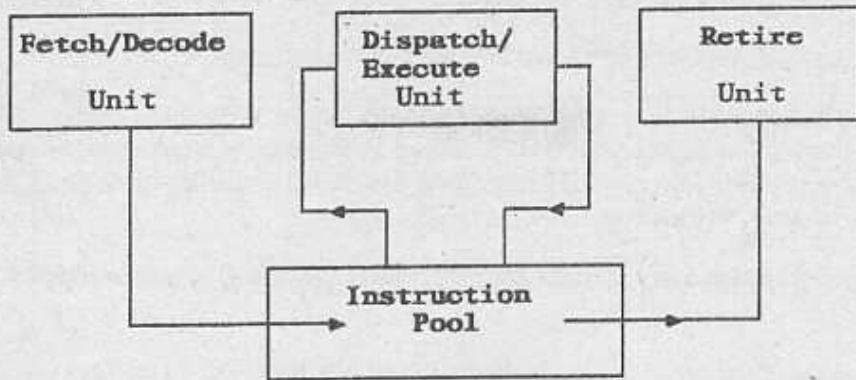 Fetch/Decode
Unit
Dispatch/
Execute
Unit
Retire
Unit
Instruction
Pool